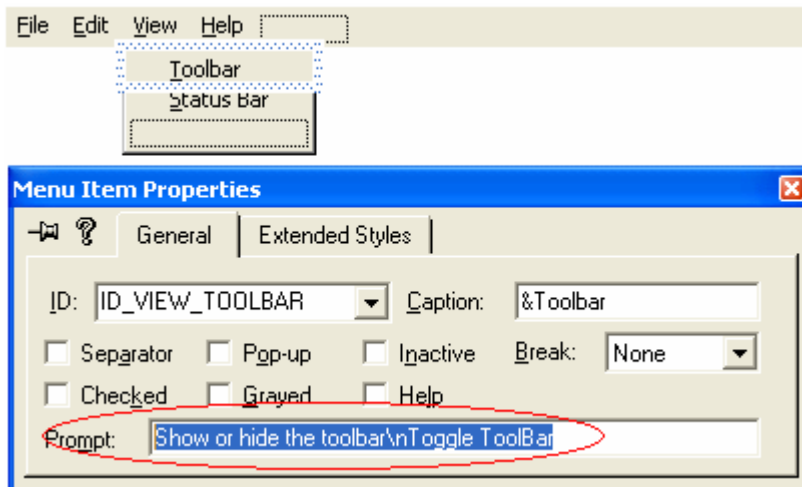 File Edit View Help
Toolbar
Status Bar
Menu Item Properties
General Extended Styles
ID: ID_VIEW_TOOLBAR Caption: &Toolbar
Separator Pop-up Inactive Break: None
Checked Grayed Help
Prompt: Show or hide the toolbar\nToggle ToolBar